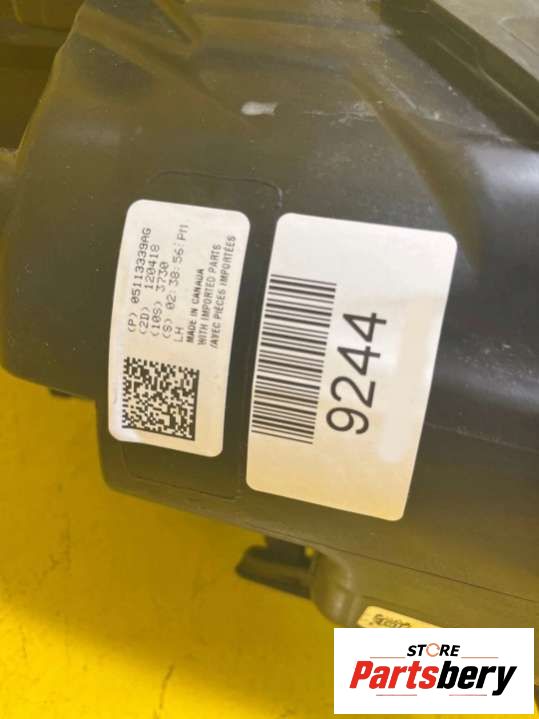 (P) 05113339AG
(2D) 120418
(10S) 3730
(S) 02:38:56:PM
LH
MADE IN CANADA
WITH IMPORTED PARTS
/AVEC PIÈCES IMPORTÉES
9244
STORE
Partsbery